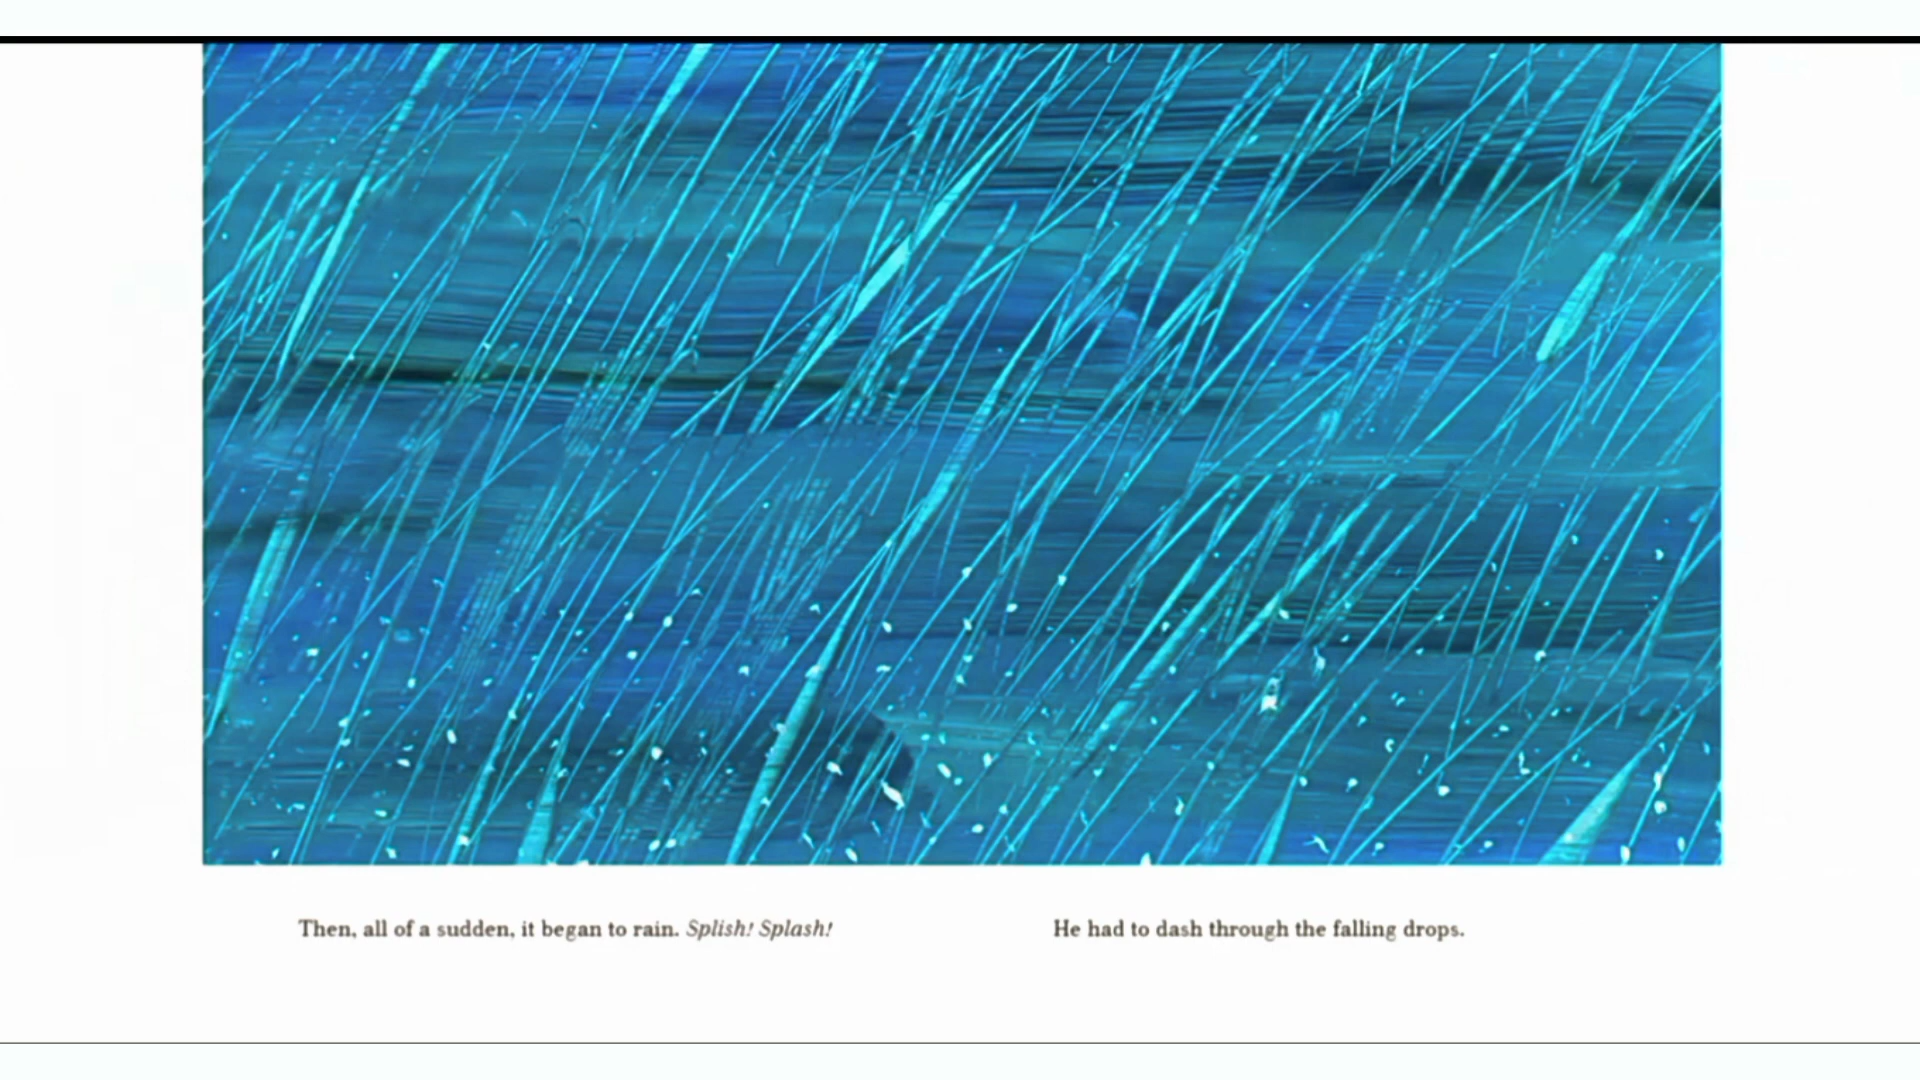 Then, all of a sudden, it began to rain. Splish! Splash!
He had to dash through the falling drops.